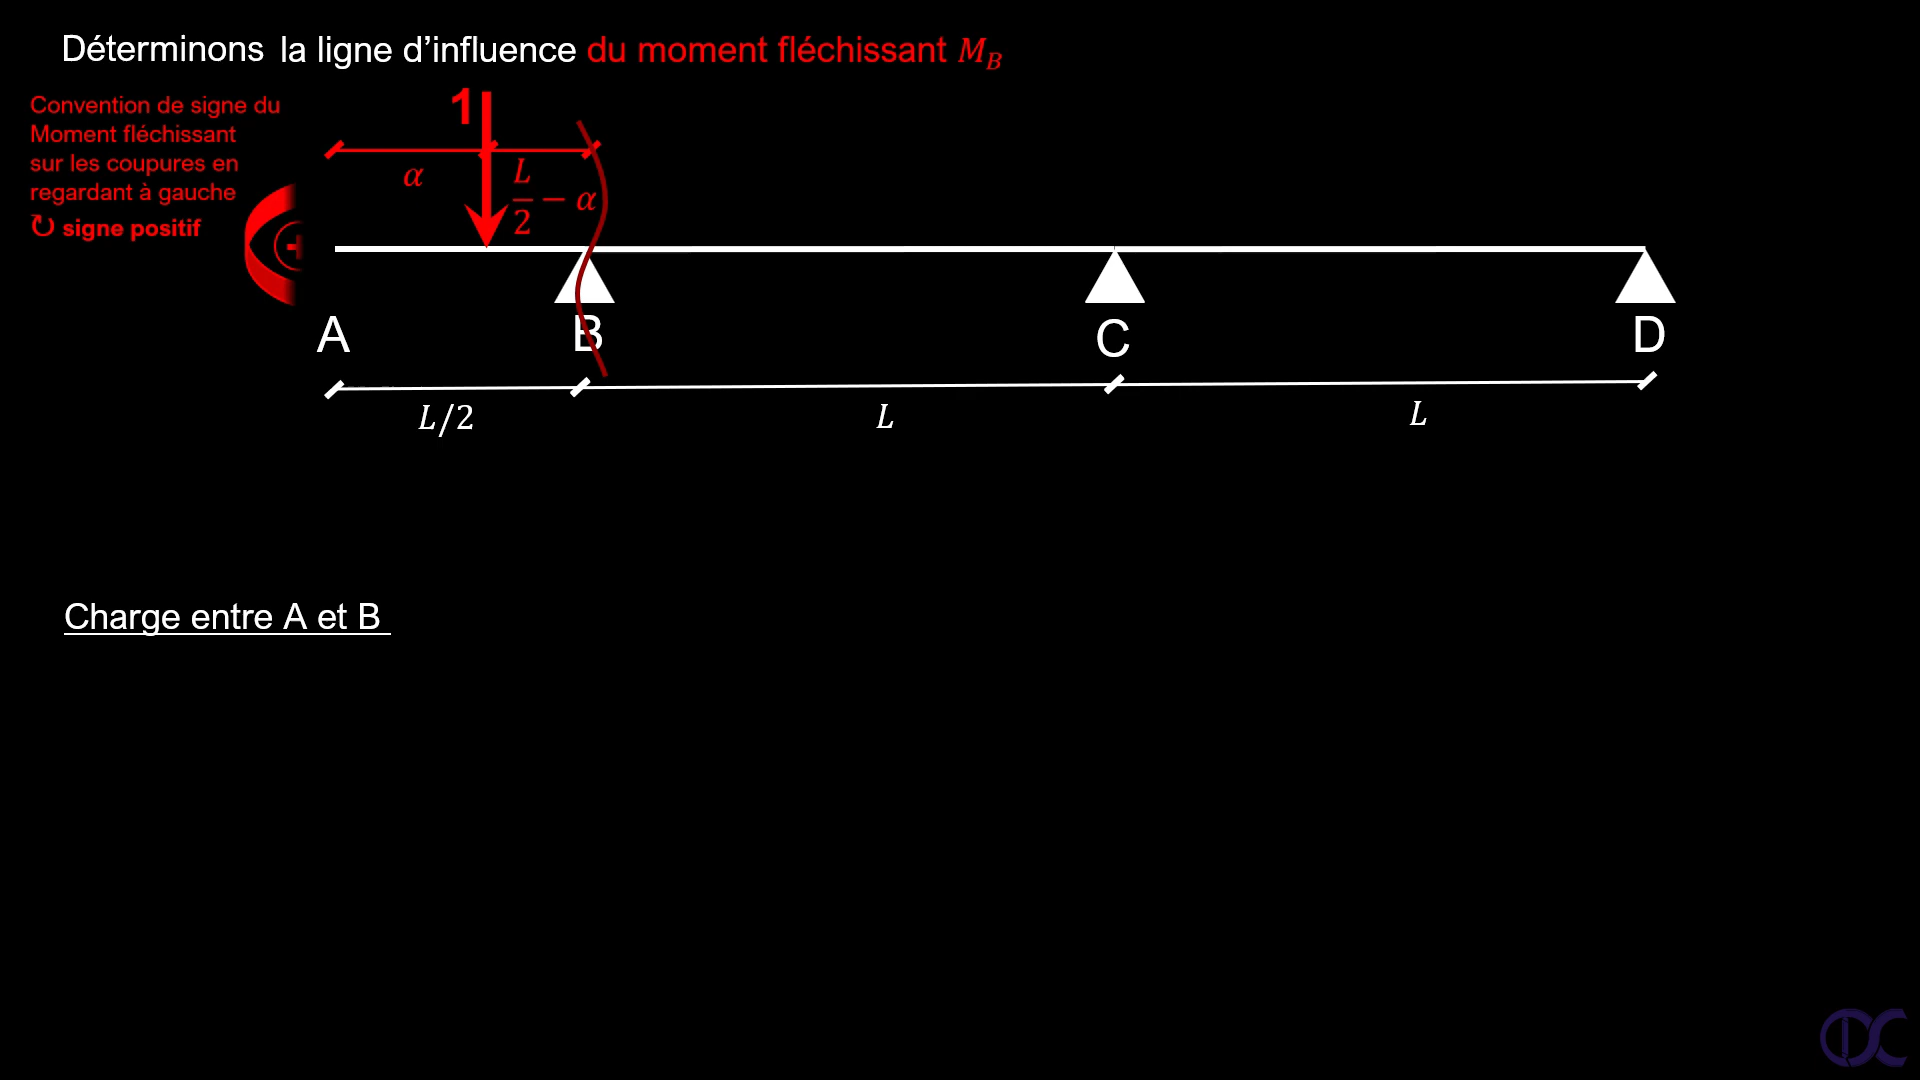 Déterminons la ligne d’influence du moment fléchissant M_B
Convention de signe du
Moment fléchissant
sur les coupures en
regardant à gauche
↻ signe positif
1
α
L/2 − α
+
A
B
C
D
L/2
L
L
Charge entre A et B